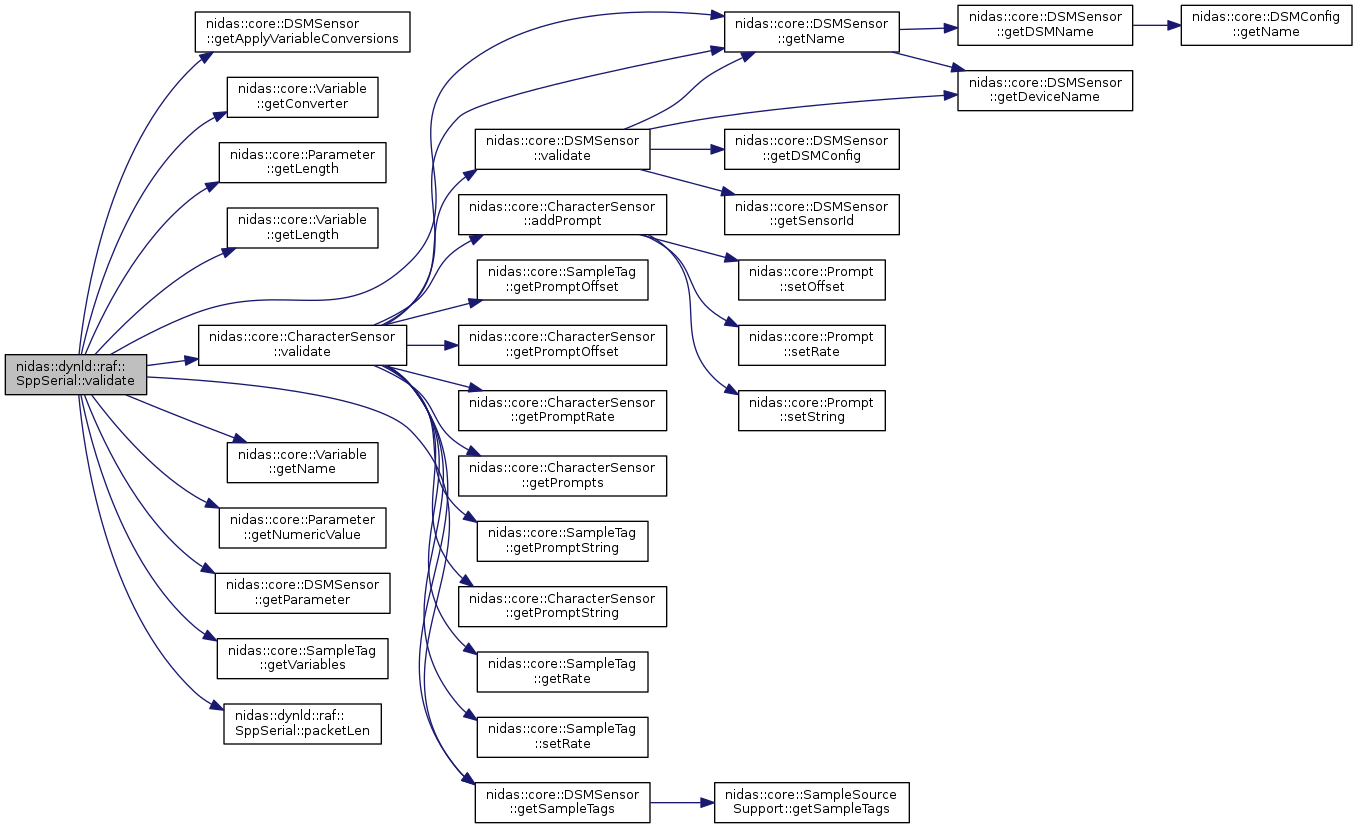 nidas::dynld::raf::
SppSerial::validate
nidas::core::DSMSensor
::getApplyVariableConversions
nidas::core::Variable
::getConverter
nidas::core::Parameter
::getLength
nidas::core::Variable
::getLength
nidas::core::CharacterSensor
::validate
nidas::core::Variable
::getName
nidas::core::Parameter
::getNumericValue
nidas::core::DSMSensor
::getParameter
nidas::core::SampleTag
::getVariables
nidas::dynld::raf::
SppSerial::packetLen
nidas::core::DSMSensor
::validate
nidas::core::CharacterSensor
::addPrompt
nidas::core::SampleTag
::getPromptOffset
nidas::core::CharacterSensor
::getPromptOffset
nidas::core::CharacterSensor
::getPromptRate
nidas::core::CharacterSensor
::getPrompts
nidas::core::SampleTag
::getPromptString
nidas::core::CharacterSensor
::getPromptString
nidas::core::SampleTag
::getRate
nidas::core::SampleTag
::setRate
nidas::core::DSMSensor
::getSampleTags
nidas::core::DSMSensor
::getName
nidas::core::DSMSensor
::getDSMConfig
nidas::core::DSMSensor
::getSensorId
nidas::core::Prompt
::setOffset
nidas::core::Prompt
::setRate
nidas::core::Prompt
::setString
nidas::core::SampleSource
Support::getSampleTags
nidas::core::DSMSensor
::getDSMName
nidas::core::DSMSensor
::getDeviceName
nidas::core::DSMConfig
::getName